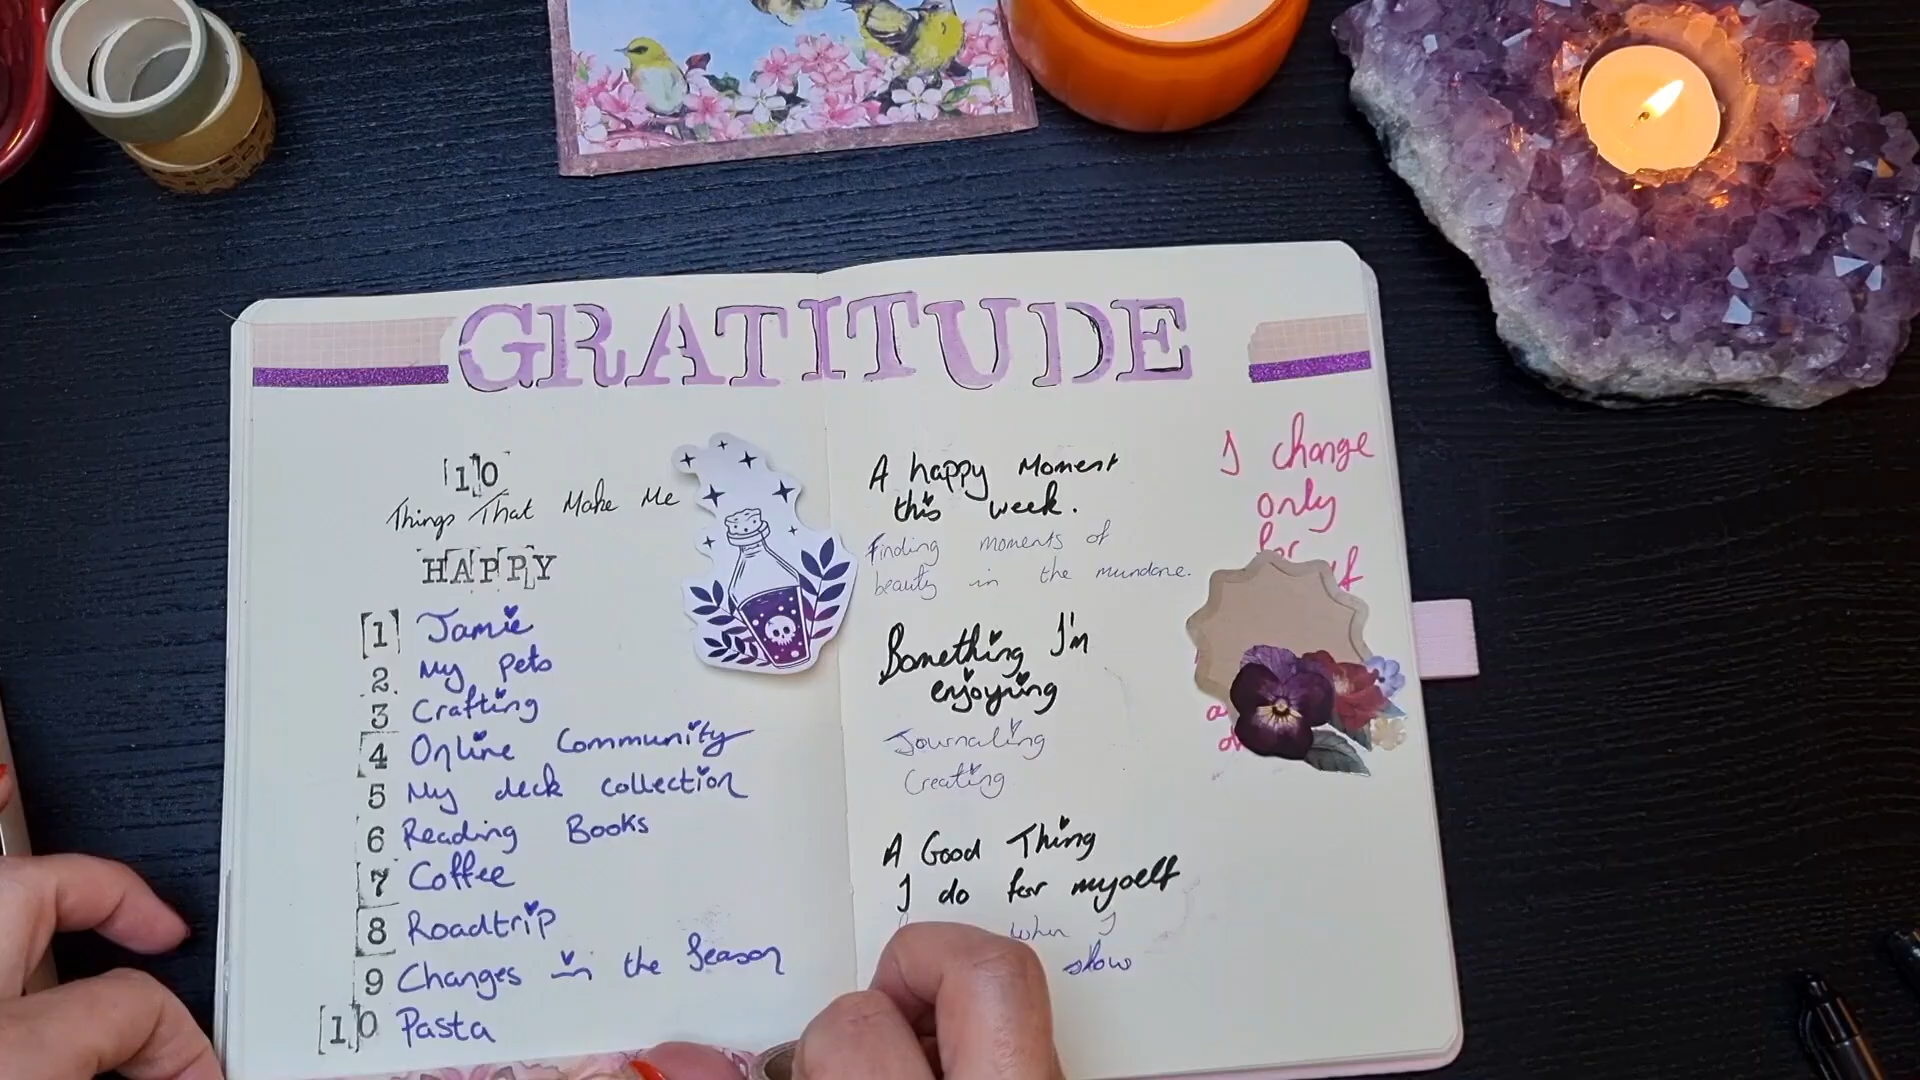 GRATITUDE
10
Things That Make Me
HAPPY
1 Jamie
2 My pets
3 Crafting
4 Online Community
5 My deck collection
6 Reading Books
7 Coffee
8 Roadtrip
9 Changes in the Season
10 Pasta
A happy Moment
this week.
Finding moments of
beauty in the mundane.
Something I'm
enjoying
Journaling
Creating
A Good Thing
I do for myself
when I
slow
I change
only
for